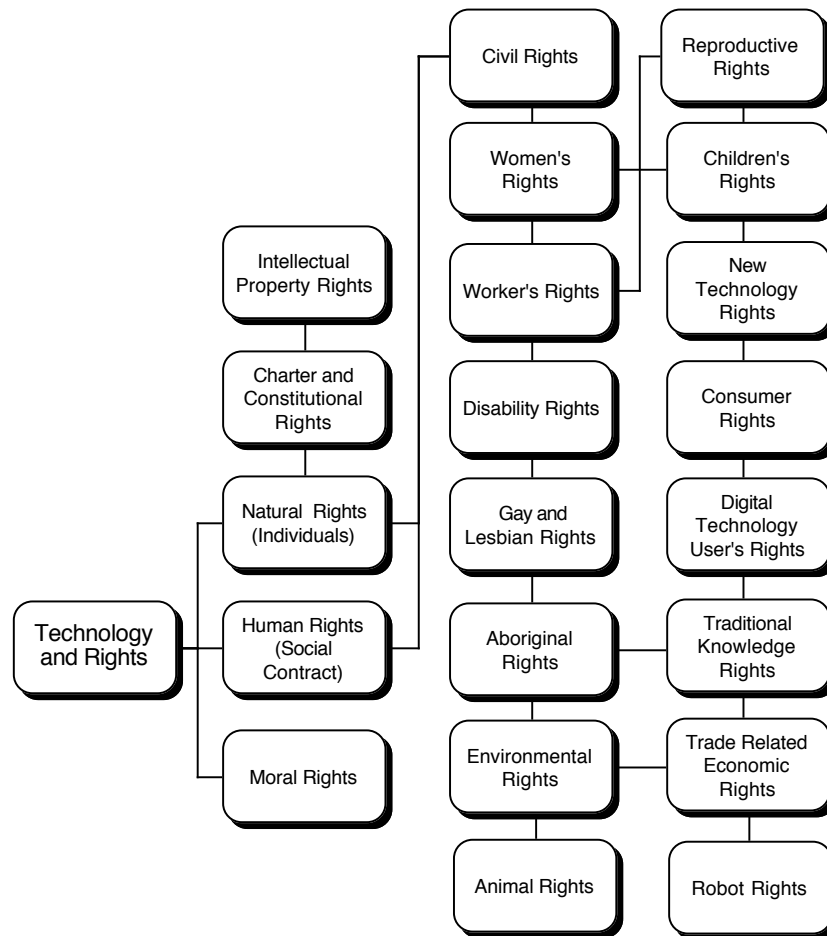 Civil Rights
Reproductive
Rights
Women's
Rights
Children's
Rights
Intellectual
Property Rights
Worker's Rights
New
Technology
Rights
Charter and
Constitutional
Rights
Disability Rights
Consumer
Rights
Natural Rights
(Individuals)
Gay and
Lesbian Rights
Digital
Technology
User's Rights
Technology
and Rights
Human Rights
(Social
Contract)
Aboriginal
Rights
Traditional
Knowledge
Rights
Moral Rights
Environmental
Rights
Trade Related
Economic
Rights
Animal Rights
Robot Rights